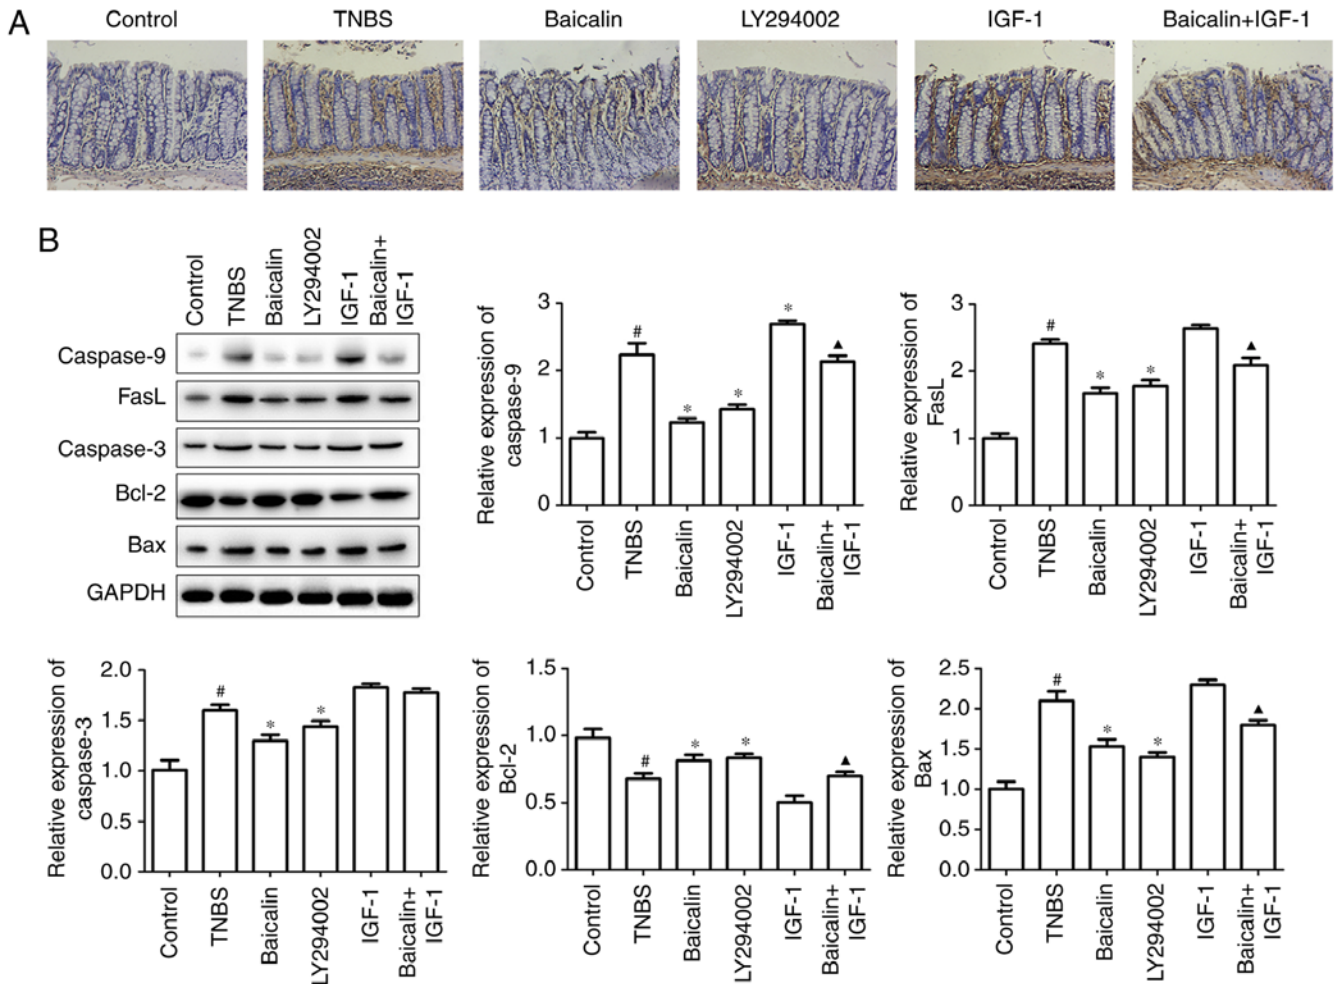 A
Control
TNBS
Baicalin
LY294002
IGF-1
Baicalin+IGF-1
B
Control
TNBS
Baicalin
LY294002
IGF-1
Baicalin+
IGF-1
Caspase-9
FasL
Caspase-3
Bcl-2
Bax
GAPDH
Relative expression of
caspase-9
3
2
1
0
#
*
*
*
▲
Control
TNBS
Baicalin
LY294002
IGF-1
Baicalin+
IGF-1
Relative expression of
FasL
3
2
1
0
#
*
*
▲
Control
TNBS
Baicalin
LY294002
IGF-1
Baicalin+
IGF-1
Relative expression of
caspase-3
2.0
1.5
1.0
0.5
0.0
#
*
*
Control
TNBS
Baicalin
LY294002
IGF-1
Baicalin+
IGF-1
Relative expression of
Bcl-2
1.5
1.0
0.5
0.0
#
*
*
▲
Control
TNBS
Baicalin
LY294002
IGF-1
Baicalin+
IGF-1
Relative expression of
Bax
2.5
2.0
1.5
1.0
0.5
0.0
#
*
*
▲
Control
TNBS
Baicalin
LY294002
IGF-1
Baicalin+
IGF-1